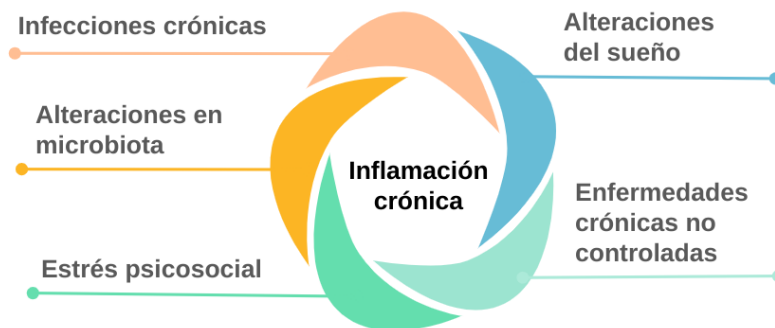 Infecciones crónicas
Alteraciones
del sueño
Alteraciones en
microbiota
Inflamación
crónica
Enfermedades
crónicas no
controladas
Estrés psicosocial